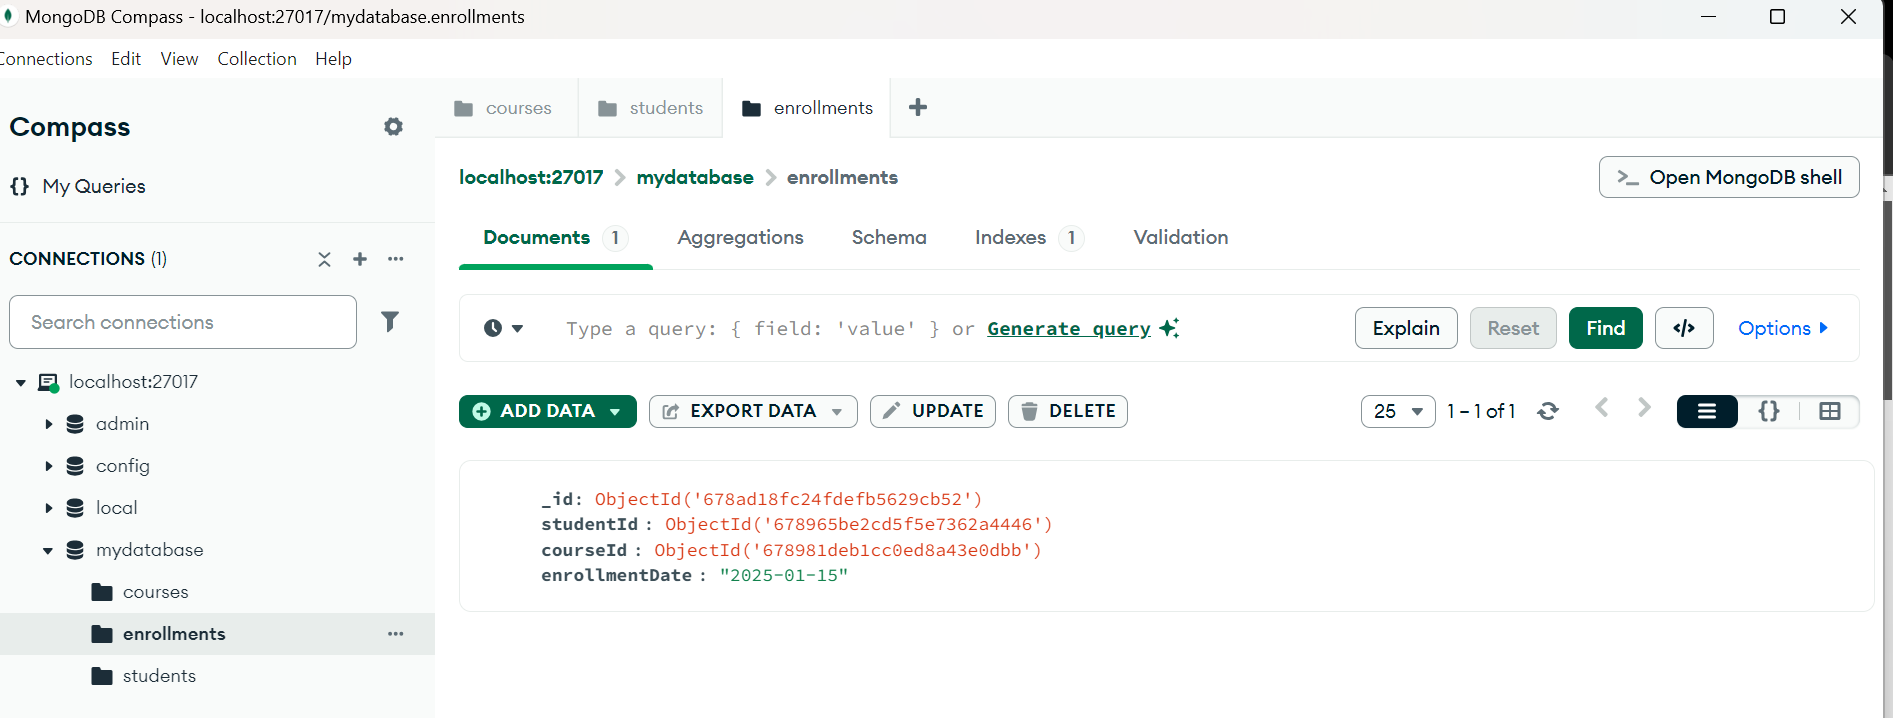 MongoDB Compass - localhost:27017/mydatabase.enrollments
Connections Edit View Collection Help
Compass
My Queries
CONNECTIONS (1)
Search connections
localhost:27017
admin
config
local
mydatabase
courses
enrollments
students
courses students enrollments
localhost:27017 > mydatabase > enrollments
>_ Open MongoDB shell
Documents 1 Aggregations Schema Indexes 1 Validation
Type a query: { field: 'value' } or Generate query
Explain Reset Find </> Options
ADD DATA EXPORT DATA UPDATE DELETE
25 1 – 1 of 1 {}
_id: ObjectId('678ad18fc24fdefb5629cb52')
studentId : ObjectId('678965be2cd5f5e7362a4446')
courseId : ObjectId('678981deb1cc0ed8a43e0dbb')
enrollmentDate : "2025-01-15"